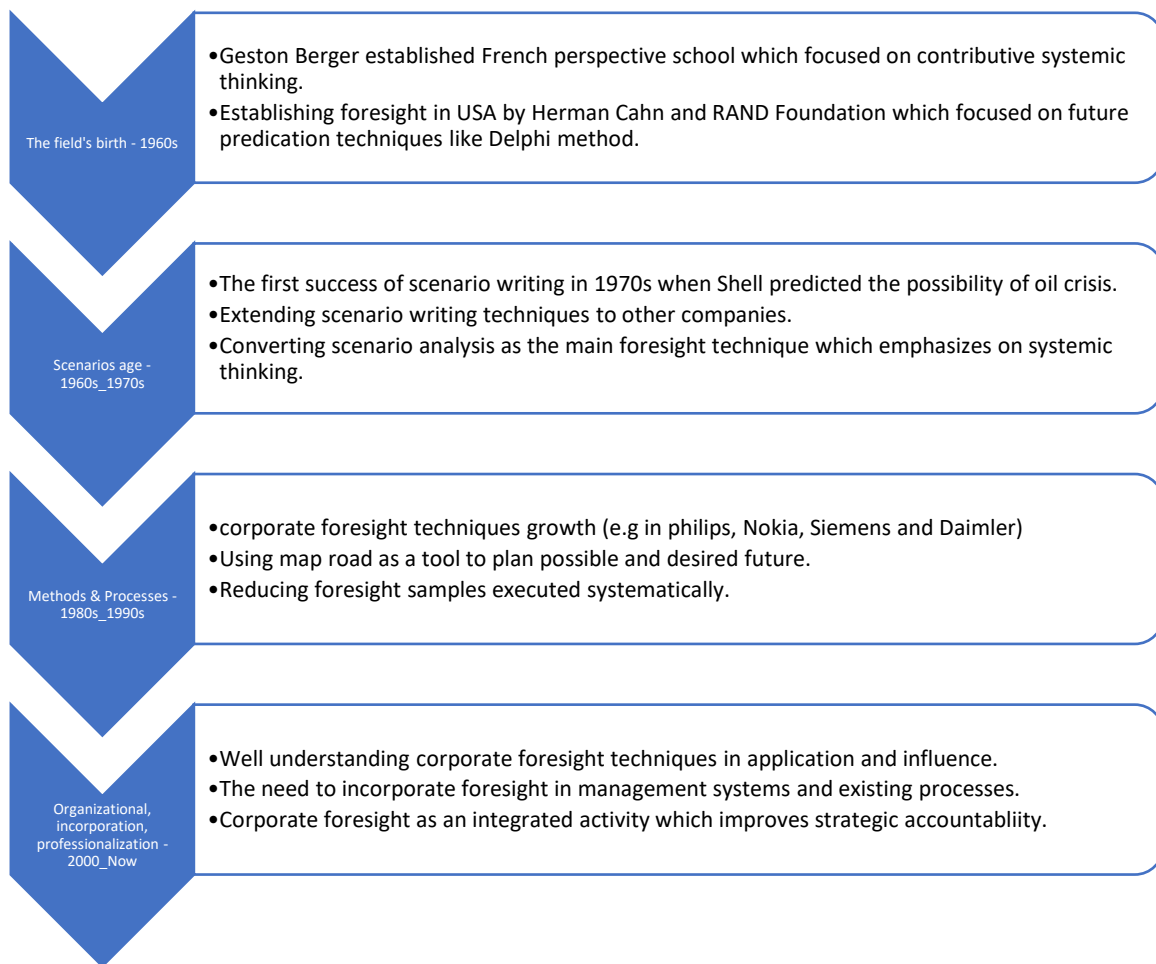 The field's birth - 1960s
•Geston Berger established French perspective school which focused on contributive systemic
thinking.
•Establishing foresight in USA by Herman Cahn and RAND Foundation which focused on future
predication techniques like Delphi method.
Scenarios age -
1960s_1970s
•The first success of scenario writing in 1970s when Shell predicted the possibility of oil crisis.
•Extending scenario writing techniques to other companies.
•Converting scenario analysis as the main foresight technique which emphasizes on systemic
thinking.
Methods & Processes -
1980s_1990s
•corporate foresight techniques growth (e.g in philips, Nokia, Siemens and Daimler)
•Using map road as a tool to plan possible and desired future.
•Reducing foresight samples executed systematically.
Organizational,
incorporation,
professionalization -
2000_Now
•Well understanding corporate foresight techniques in application and influence.
•The need to incorporate foresight in management systems and existing processes.
•Corporate foresight as an integrated activity which improves strategic accountabliity.